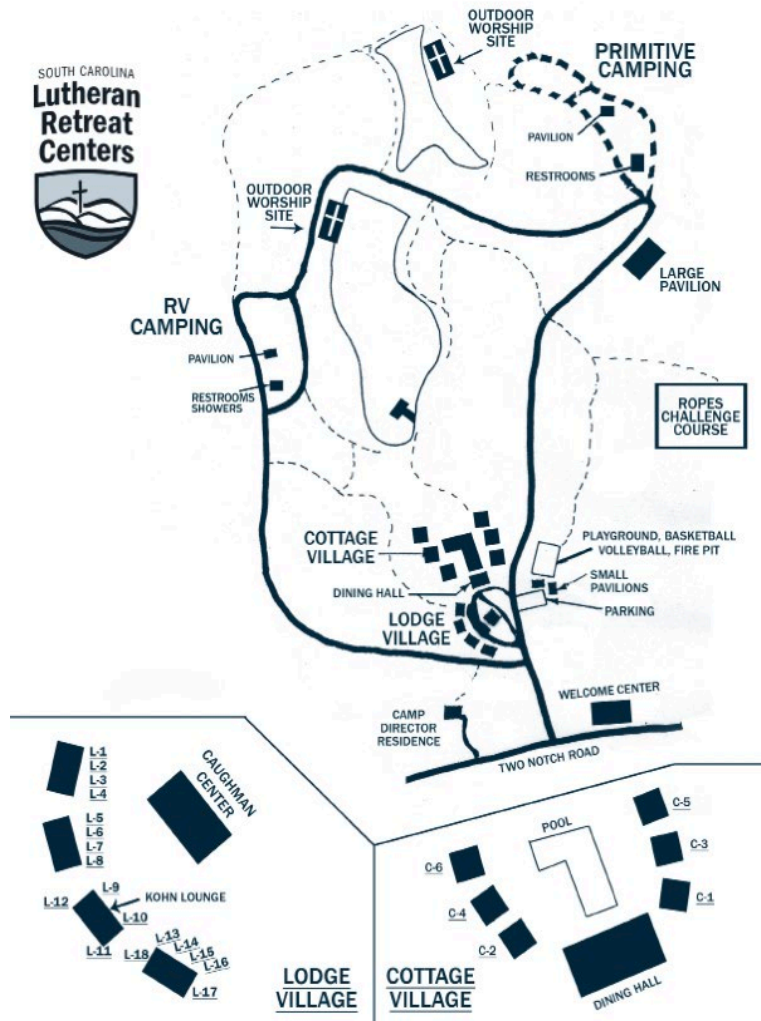 SOUTH CAROLINA
Lutheran
Retreat
Centers
OUTDOOR
WORSHIP
SITE
PRIMITIVE
CAMPING
PAVILION
RESTROOMS
OUTDOOR
WORSHIP
SITE
LARGE
PAVILION
RV
CAMPING
PAVILION
RESTROOMS
SHOWERS
ROPES
CHALLENGE
COURSE
COTTAGE
VILLAGE
PLAYGROUND, BASKETBALL
VOLLEYBALL, FIRE PIT
DINING HALL
SMALL
PAVILIONS
PARKING
LODGE
VILLAGE
WELCOME CENTER
CAMP
DIRECTOR
RESIDENCE
TWO NOTCH ROAD
L-1
L-2
L-3
L-4
CAUGHMAN
CENTER
L-5
L-6
L-7
L-8
L-9
L-12
KOHN LOUNGE
L-10
L-11
L-13
L-14
L-15
L-16
L-18
L-17
LODGE
VILLAGE
POOL
C-5
C-3
C-1
C-6
C-4
C-2
DINING HALL
COTTAGE
VILLAGE